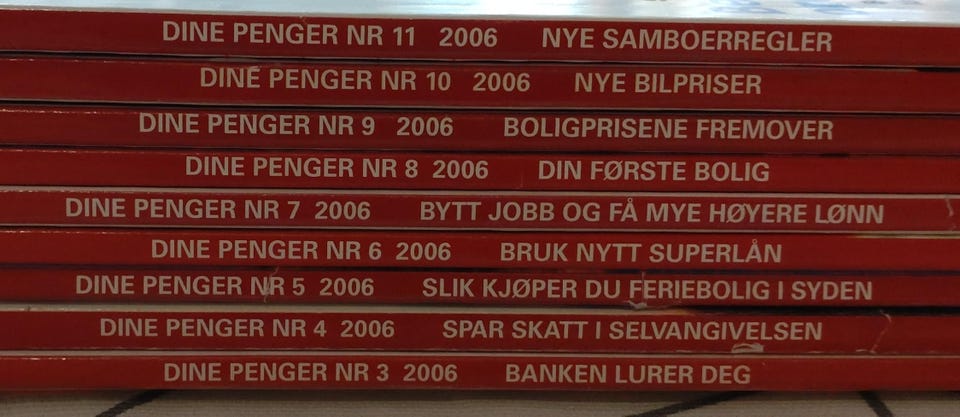 DINE PENGER NR 11 2006 NYE SAMBOERREGLER
DINE PENGER NR 10 2006 NYE BILPRISER
DINE PENGER NR 9 2006 BOLIGPRISENE FREMOVER
DINE PENGER NR 8 2006 DIN FØRSTE BOLIG
DINE PENGER NR 7 2006 BYTT JOBB OG FÅ MYE HØYERE LØNN
DINE PENGER NR 6 2006 BRUK NYTT SUPERLÅN
DINE PENGER NR 5 2006 SLIK KJØPER DU FERIEBOLIG I SYDEN
DINE PENGER NR 4 2006 SPAR SKATT I SELVANGIVELSEN
DINE PENGER NR 3 2006 BANKEN LURER DEG